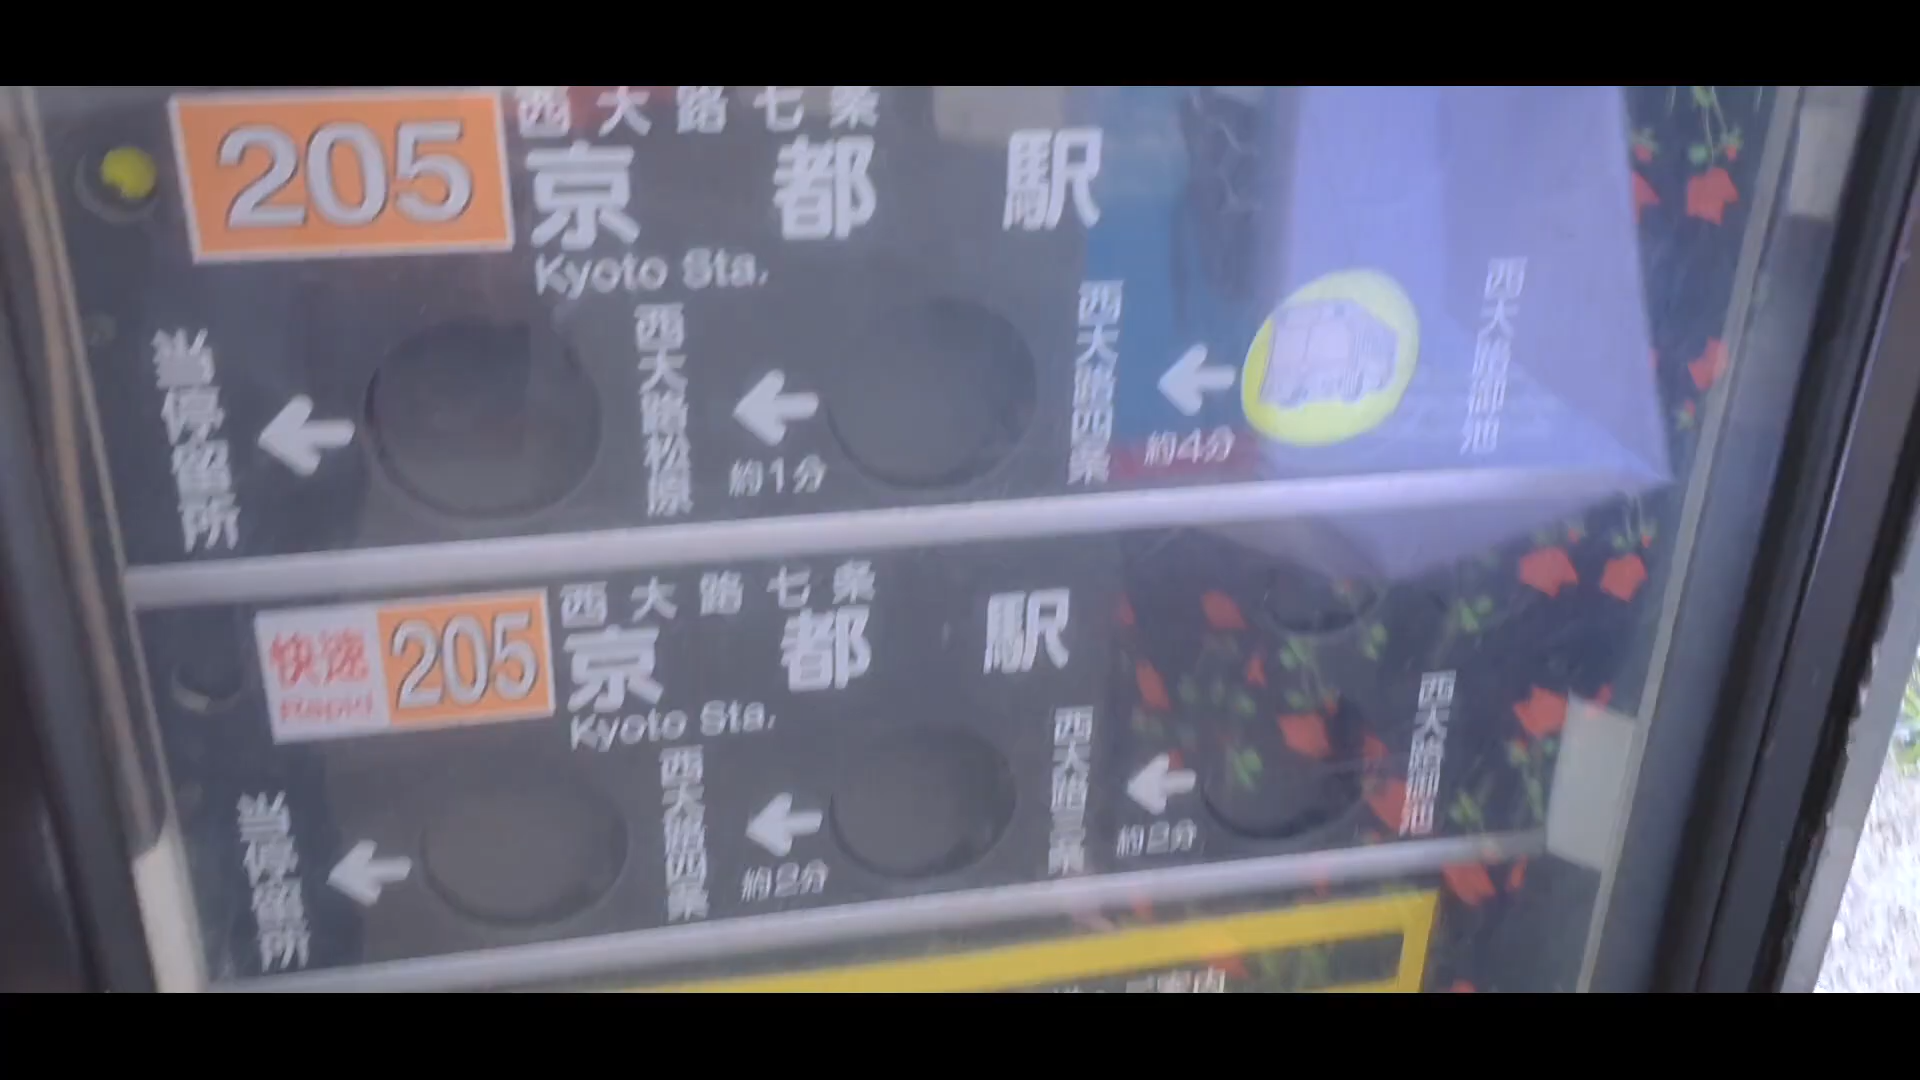 205
西大路七条
京都駅
Kyoto Sta.
当停留所
西大路松原
約1分
西大路四条
約4分
西大路御池
快速
Rapid
205
西大路七条
京都駅
Kyoto Sta.
当停留所
西大路四条
約2分
西大路三条
約2分
西大路御池
案内